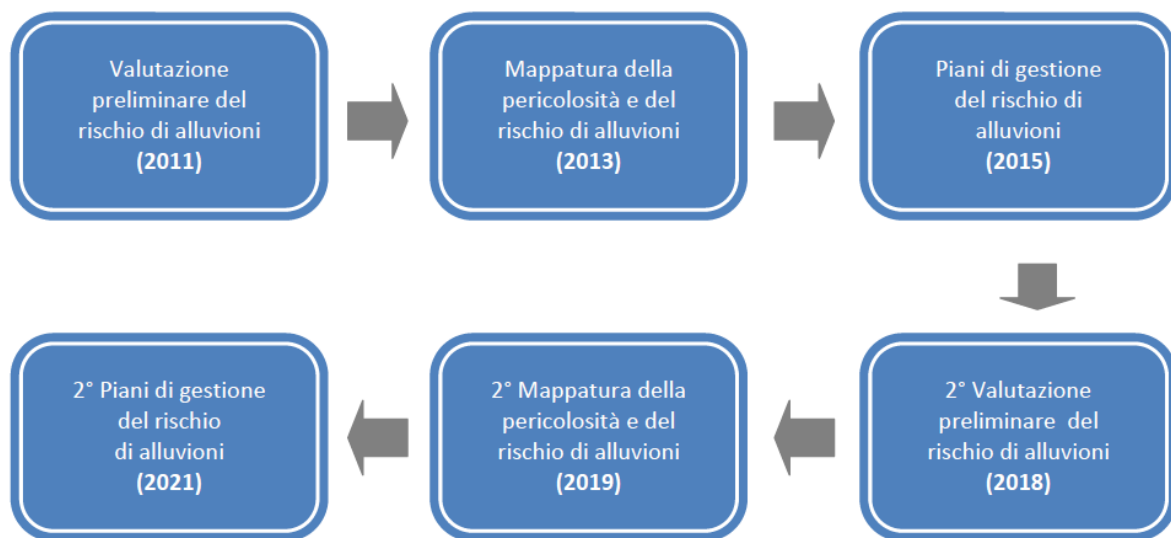 Valutazione
preliminare del
rischio di alluvioni
(2011)
Mappatura della
pericolosità e del
rischio di alluvioni
(2013)
Piani di gestione
del rischio di
alluvioni
(2015)
2° Valutazione
preliminare del
rischio di alluvioni
(2018)
2° Mappatura della
pericolosità e del
rischio di alluvioni
(2019)
2° Piani di gestione
del rischio
di alluvioni
(2021)